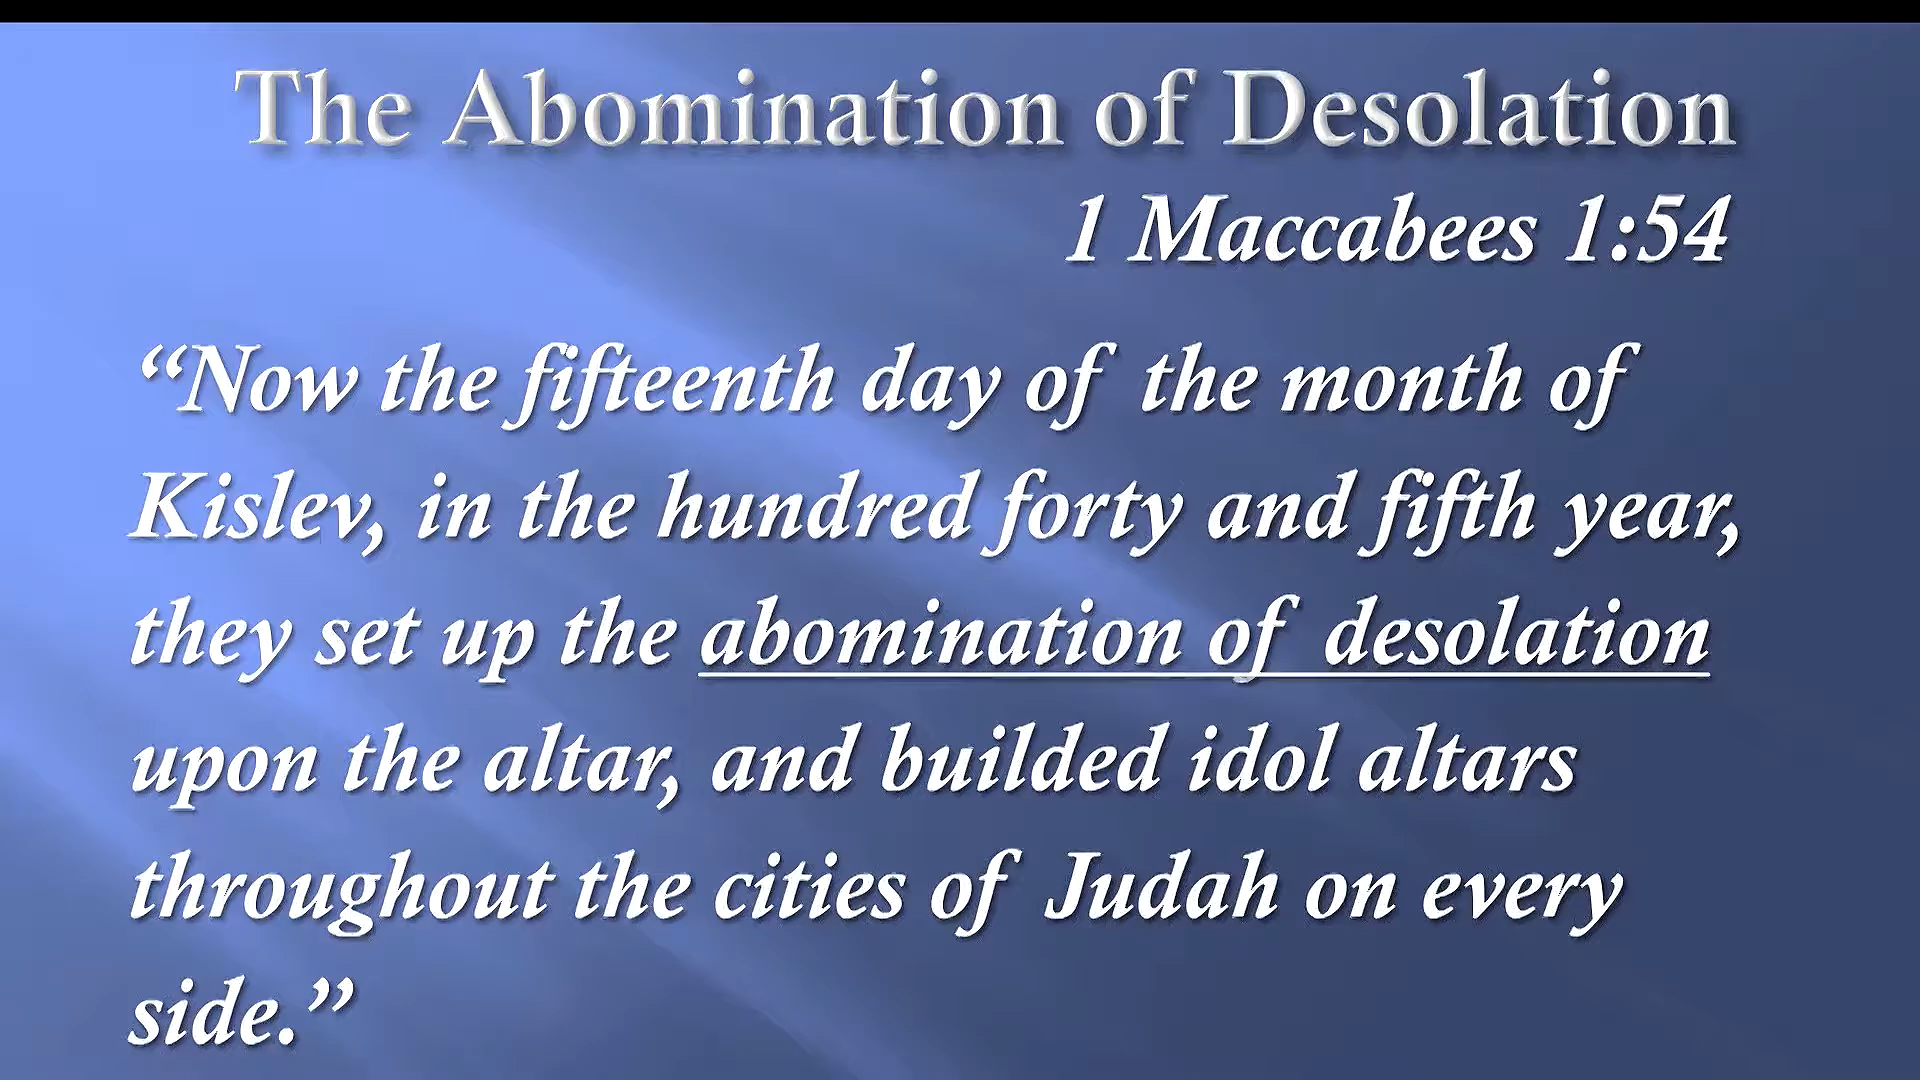 The Abomination of Desolation
1 Maccabees 1:54
“Now the fifteenth day of the month of
Kislev, in the hundred forty and fifth year,
they set up the abomination of desolation
upon the altar, and builded idol altars
throughout the cities of Judah on every
side.”